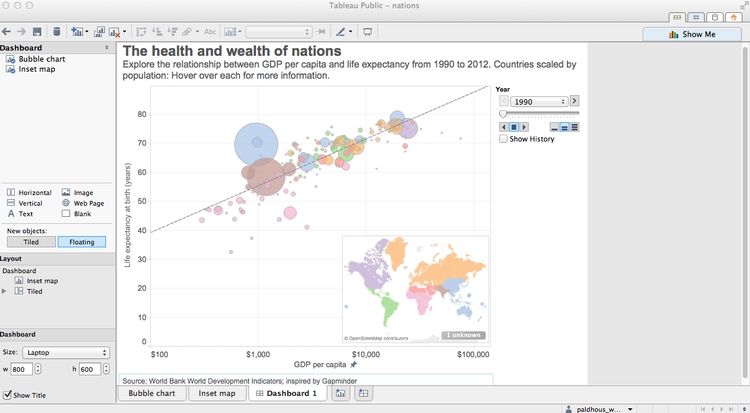 Tableau Public - nations
Abc
Show Me
Dashboard
Bubble chart
Inset map
Horizontal
Image
Vertical
Web Page
Text
Blank
New objects:
Tiled
Floating
Layout
Dashboard
Inset map
Tiled
Dashboard
Size: Laptop
w 800 h 600
Show Title
The health and wealth of nations
Explore the relationship between GDP per capita and life expectancy from 1990 to 2012. Countries scaled by
population: Hover over each for more information.
Life expectancy at birth (years)
80
70
60
50
40
30
20
10
0
$100
$1,000
$10,000
$100,000
GDP per capita
© OpenStreetMap contributors
1 unknown
Source: World Bank World Development Indicators; inspired by Gapminder
Year
1990
Show History
Bubble chart
Inset map
Dashboard 1
paldhous_w...